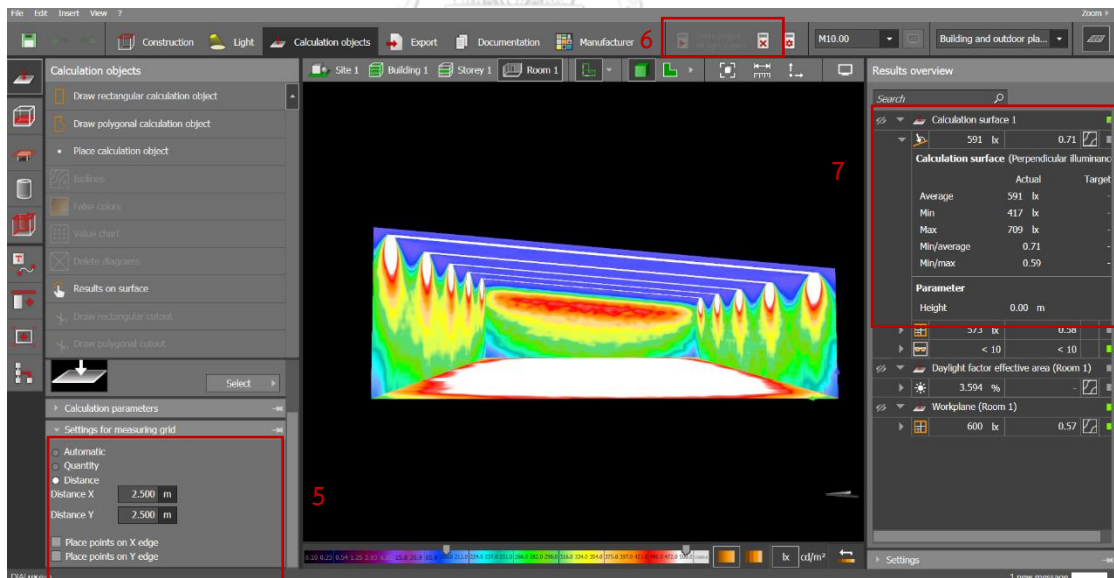 File Edit Insert View ?
Zoom
Construction Light Calculation objects Export Documentation Manufacturer 6
M10.00 Building and outdoor pla...
Calculation objects
Site 1 Building 1 Storey 1 Room 1
Results overview
Draw rectangular calculation object
Draw polygonal calculation object
Place calculation object
Isolines
False colors
Value chart
Delete diagrams
Results on surface
Draw rectangular cutout
Draw polygonal cutout
Select
Calculation parameters
Settings for measuring grid
Automatic
Quantity
Distance
Distance X 2.500 m
Distance Y 2.500 m
Place points on X edge
Place points on Y edge
5
lx cd/m²
7
Search
Calculation surface 1
591 lx 0.71
Calculation surface (Perpendicular illuminanc
Actual Target
Average 591 lx -
Min 417 lx -
Max 709 lx -
Min/average 0.71 -
Min/max 0.59 -
Parameter
Height 0.00 m
573 lx 0.58
< 10 < 10
Daylight factor effective area (Room 1)
3.594 % -
Workplane (Room 1)
600 lx 0.57
Settings
1 new message